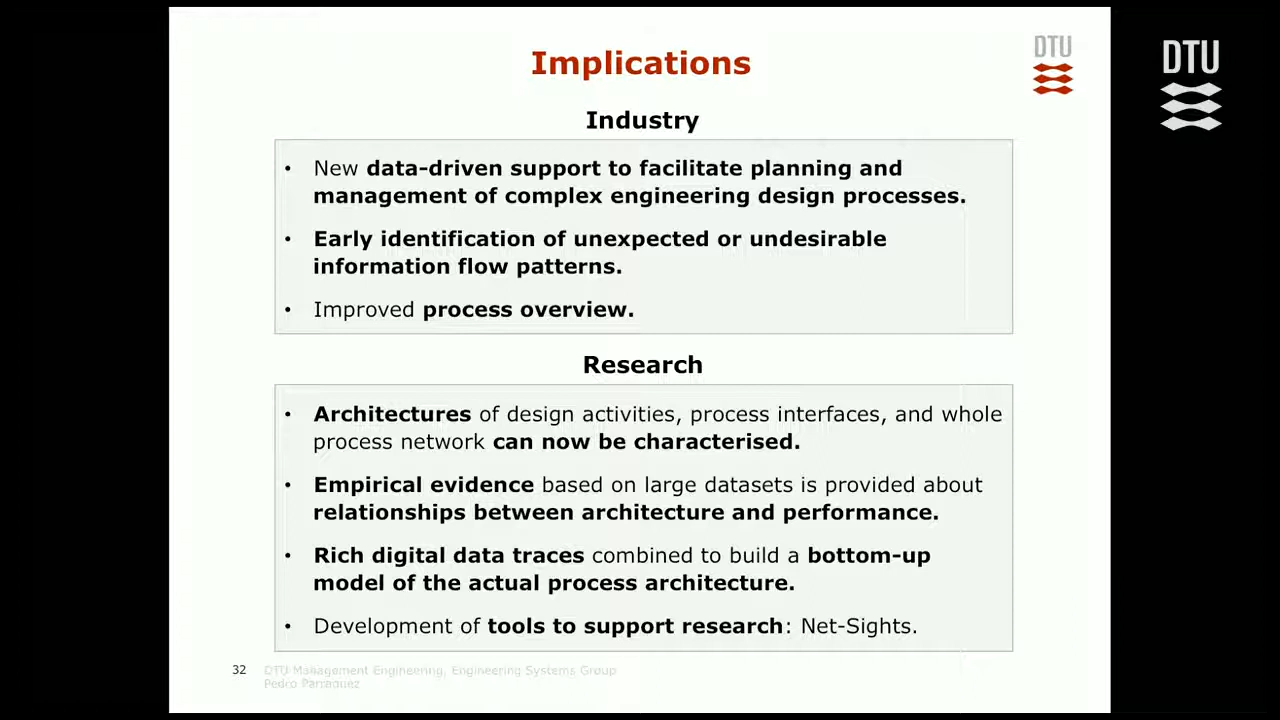 Implications
DTU
DTU
Industry
• New data-driven support to facilitate planning and
management of complex engineering design processes.
• Early identification of unexpected or undesirable
information flow patterns.
• Improved process overview.
Research
• Architectures of design activities, process interfaces, and whole
process network can now be characterised.
• Empirical evidence based on large datasets is provided about
relationships between architecture and performance.
• Rich digital data traces combined to build a bottom-up
model of the actual process architecture.
• Development of tools to support research: Net-Sights.
32 DTU Management Engineering, Engineering Systems Group
Pedro Parraguez